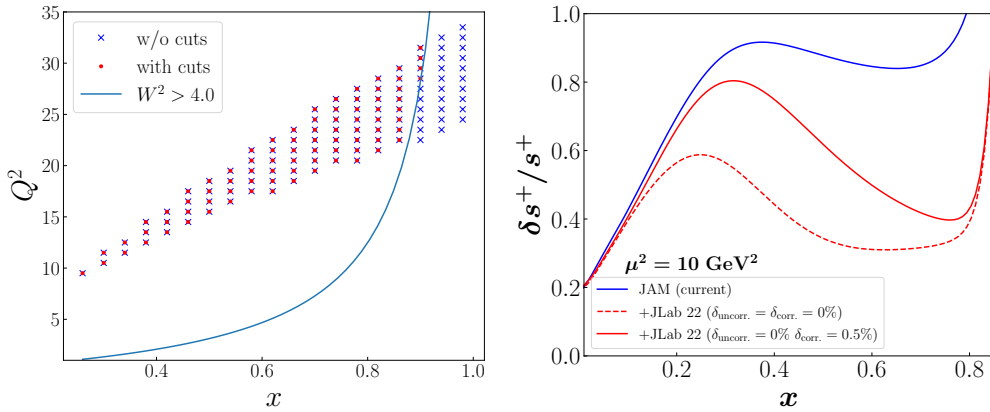 35
30
25
20
15
10
5
Q²
0.4
0.6
0.8
1.0
x
w/o cuts
with cuts
W² > 4.0
1.0
0.8
0.6
0.4
0.2
0.0
δs⁺/s⁺
0
0.2
0.4
0.6
0.8
x
μ² = 10 GeV²
JAM (current)
+JLab 22 (δuncorr. = δcorr. = 0%)
+JLab 22 (δuncorr. = 0% δcorr. = 0.5%)